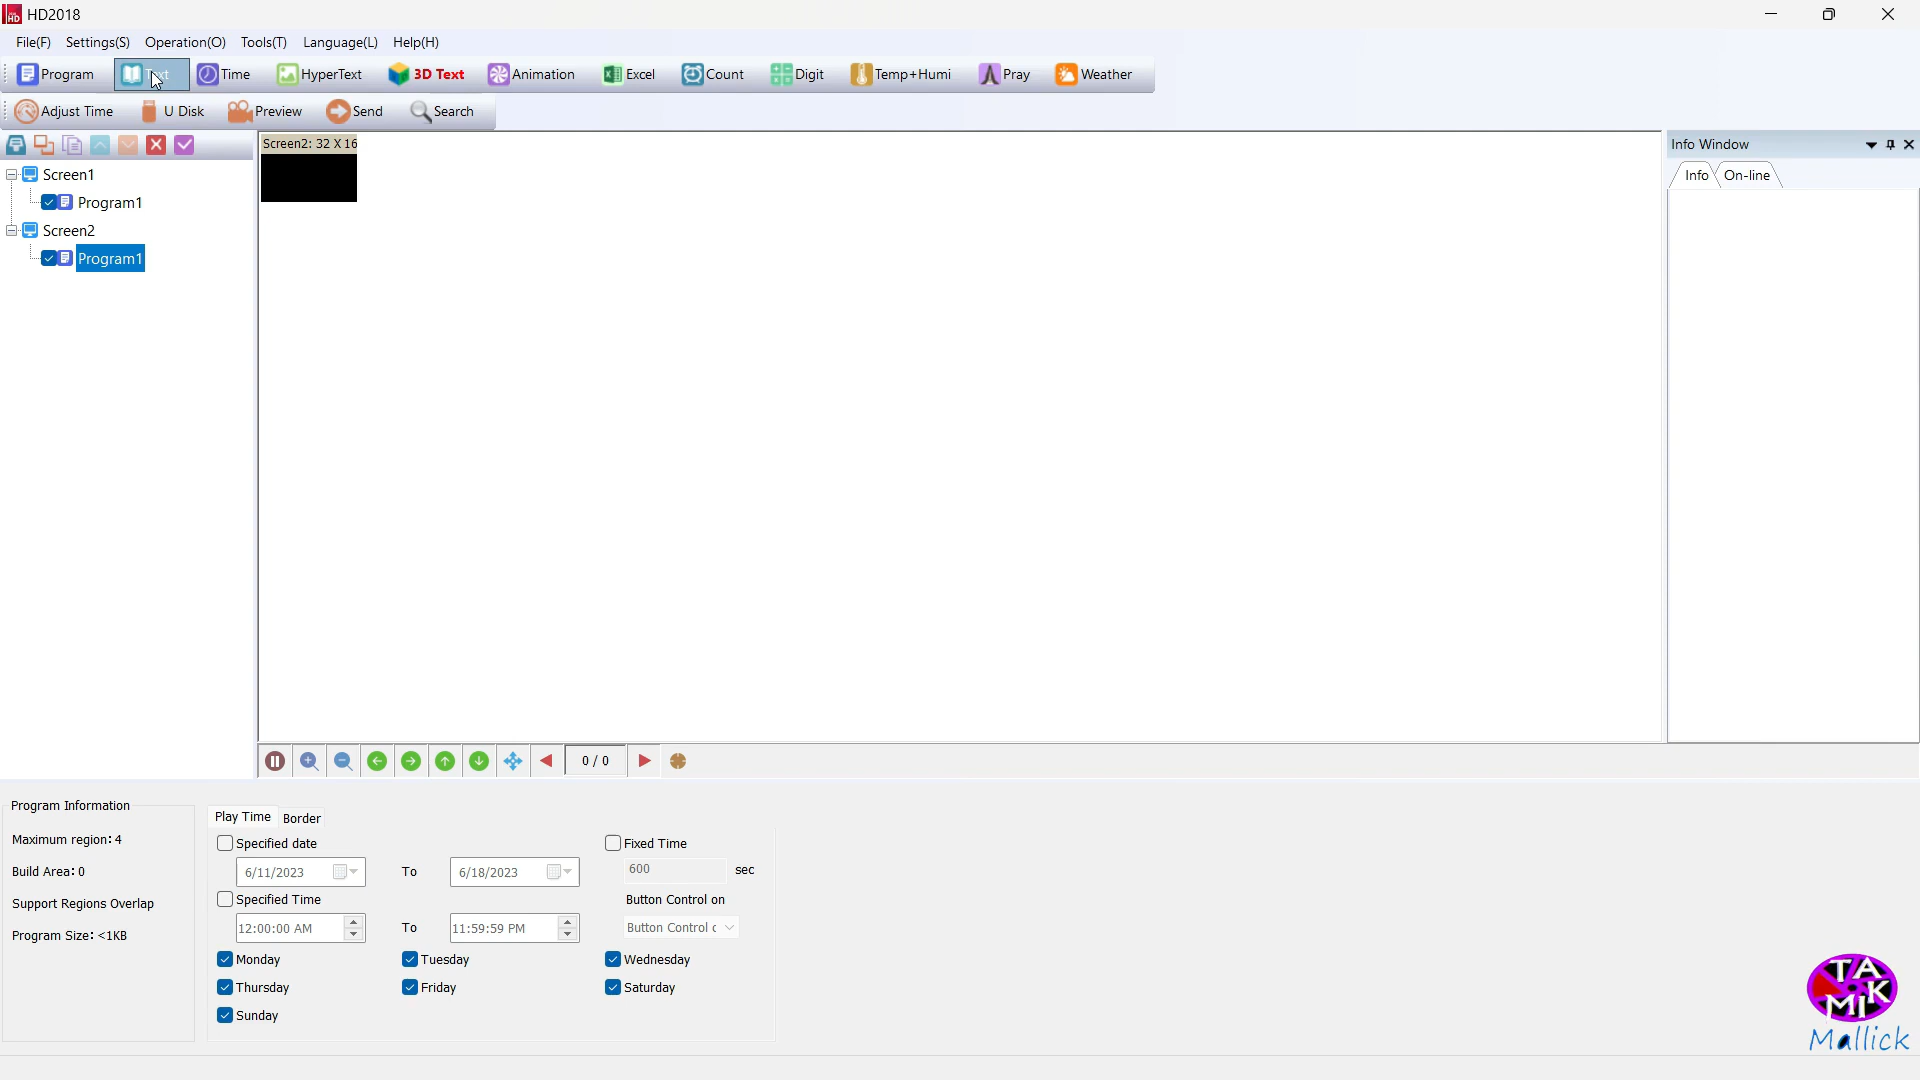 HD2018
File(F) Settings(S) Operation(O) Tools(T) Language(L) Help(H)
Program Time HyperText 3D Text Animation Excel Count Digit Temp+Humi Pray Weather
Adjust Time U Disk Preview Send Search
Screen1
Program1
Screen2
Program1
Screen2: 32 X 16
Info Window
Info On-line
0 / 0
Program Information
Maximum region: 4
Build Area: 0
Support Regions Overlap
Program Size: <1KB
Play Time Border
Specified date Fixed Time
6/11/2023 To 6/18/2023 600 sec
Specified Time Button Control on
12:00:00 AM To 11:59:59 PM Button Control c
Monday Tuesday Wednesday
Thursday Friday Saturday
Sunday
TA
MIK
Mallick